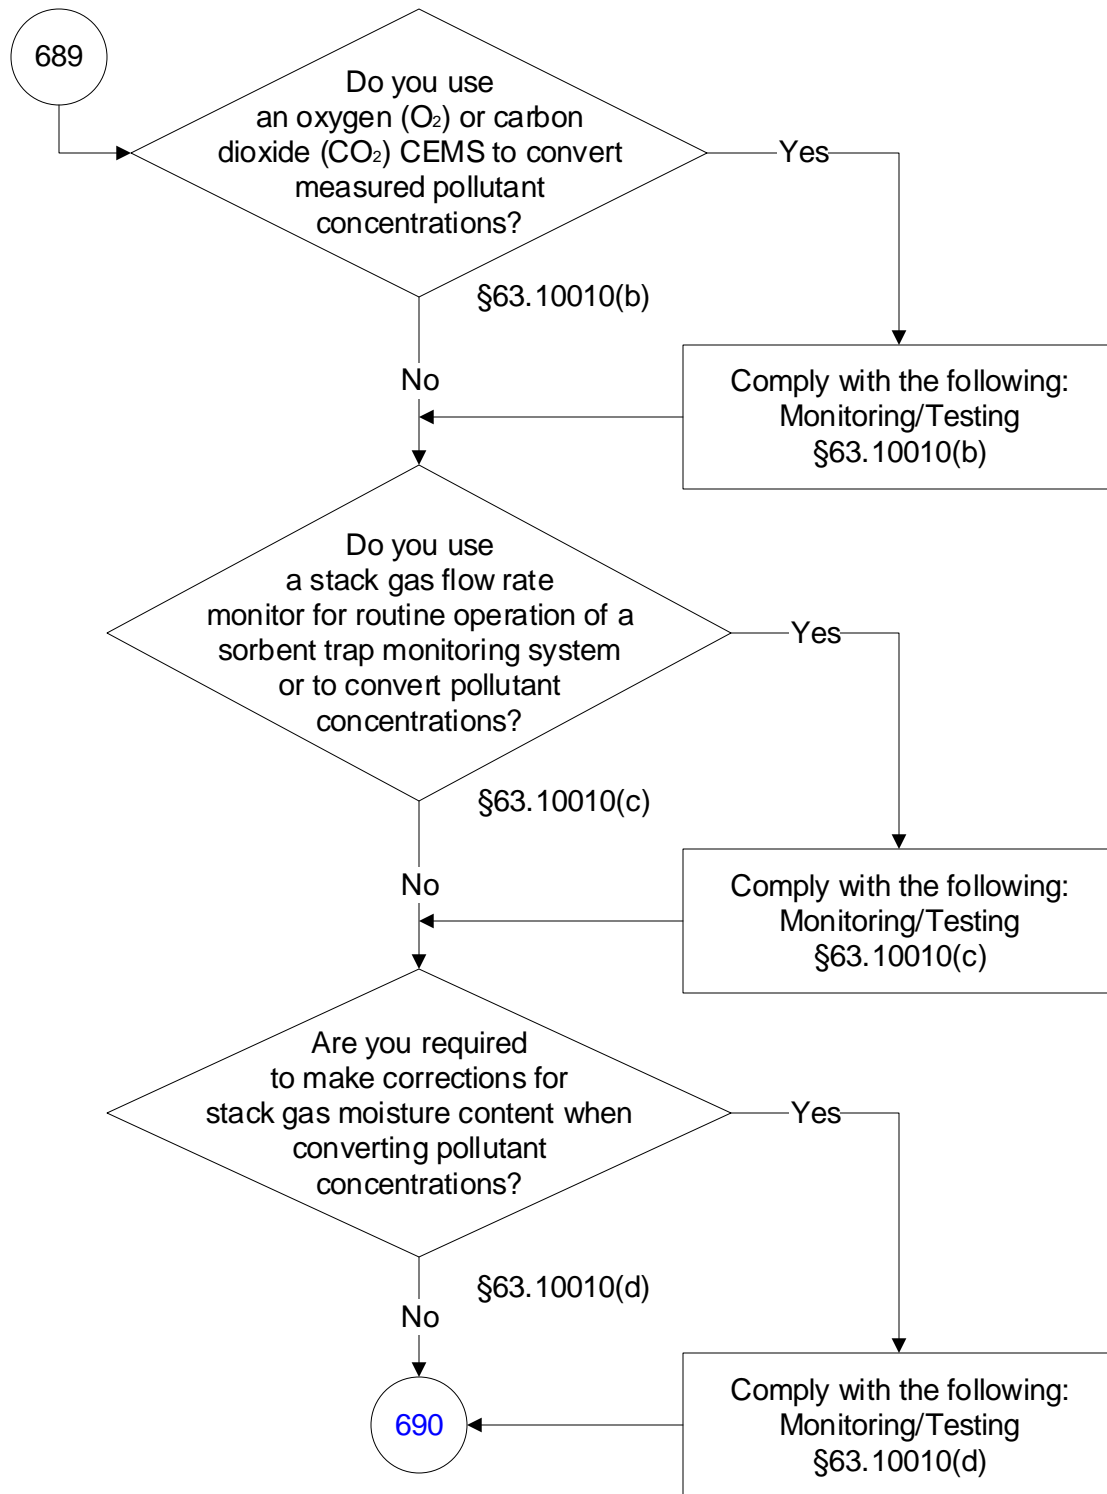 689
Do you use
an oxygen (O₂) or carbon
dioxide (CO₂) CEMS to convert
measured pollutant
concentrations?
Yes
§63.10010(b)
No
Comply with the following:
Monitoring/Testing
§63.10010(b)
Do you use
a stack gas flow rate
monitor for routine operation of a
sorbent trap monitoring system
or to convert pollutant
concentrations?
Yes
§63.10010(c)
No
Comply with the following:
Monitoring/Testing
§63.10010(c)
Are you required
to make corrections for
stack gas moisture content when
converting pollutant
concentrations?
Yes
§63.10010(d)
No
Comply with the following:
Monitoring/Testing
§63.10010(d)
690